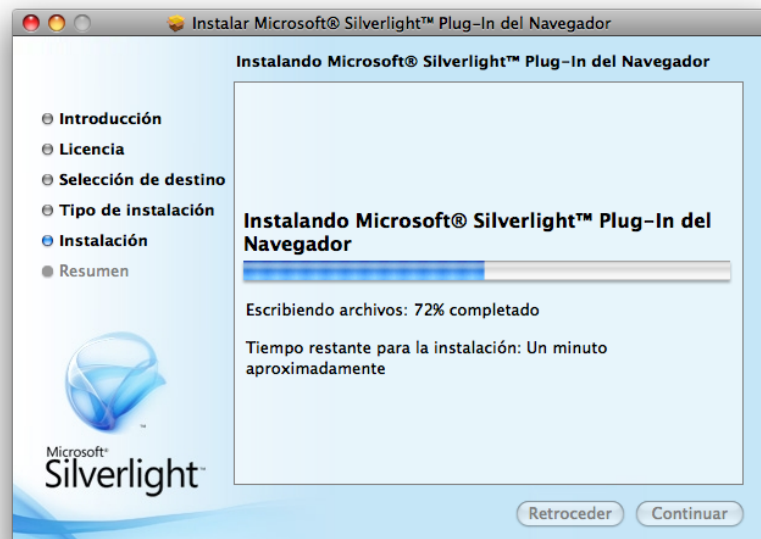 Instalar Microsoft® Silverlight™ Plug-In del Navegador
Instalando Microsoft® Silverlight™ Plug-In del Navegador
Introducción
Licencia
Selección de destino
Tipo de instalación
Instalación
Resumen
Instalando Microsoft® Silverlight™ Plug-In del
Navegador
Escribiendo archivos: 72% completado
Tiempo restante para la instalación: Un minuto
aproximadamente
™
Microsoft®
Silverlight™
Retroceder
Continuar